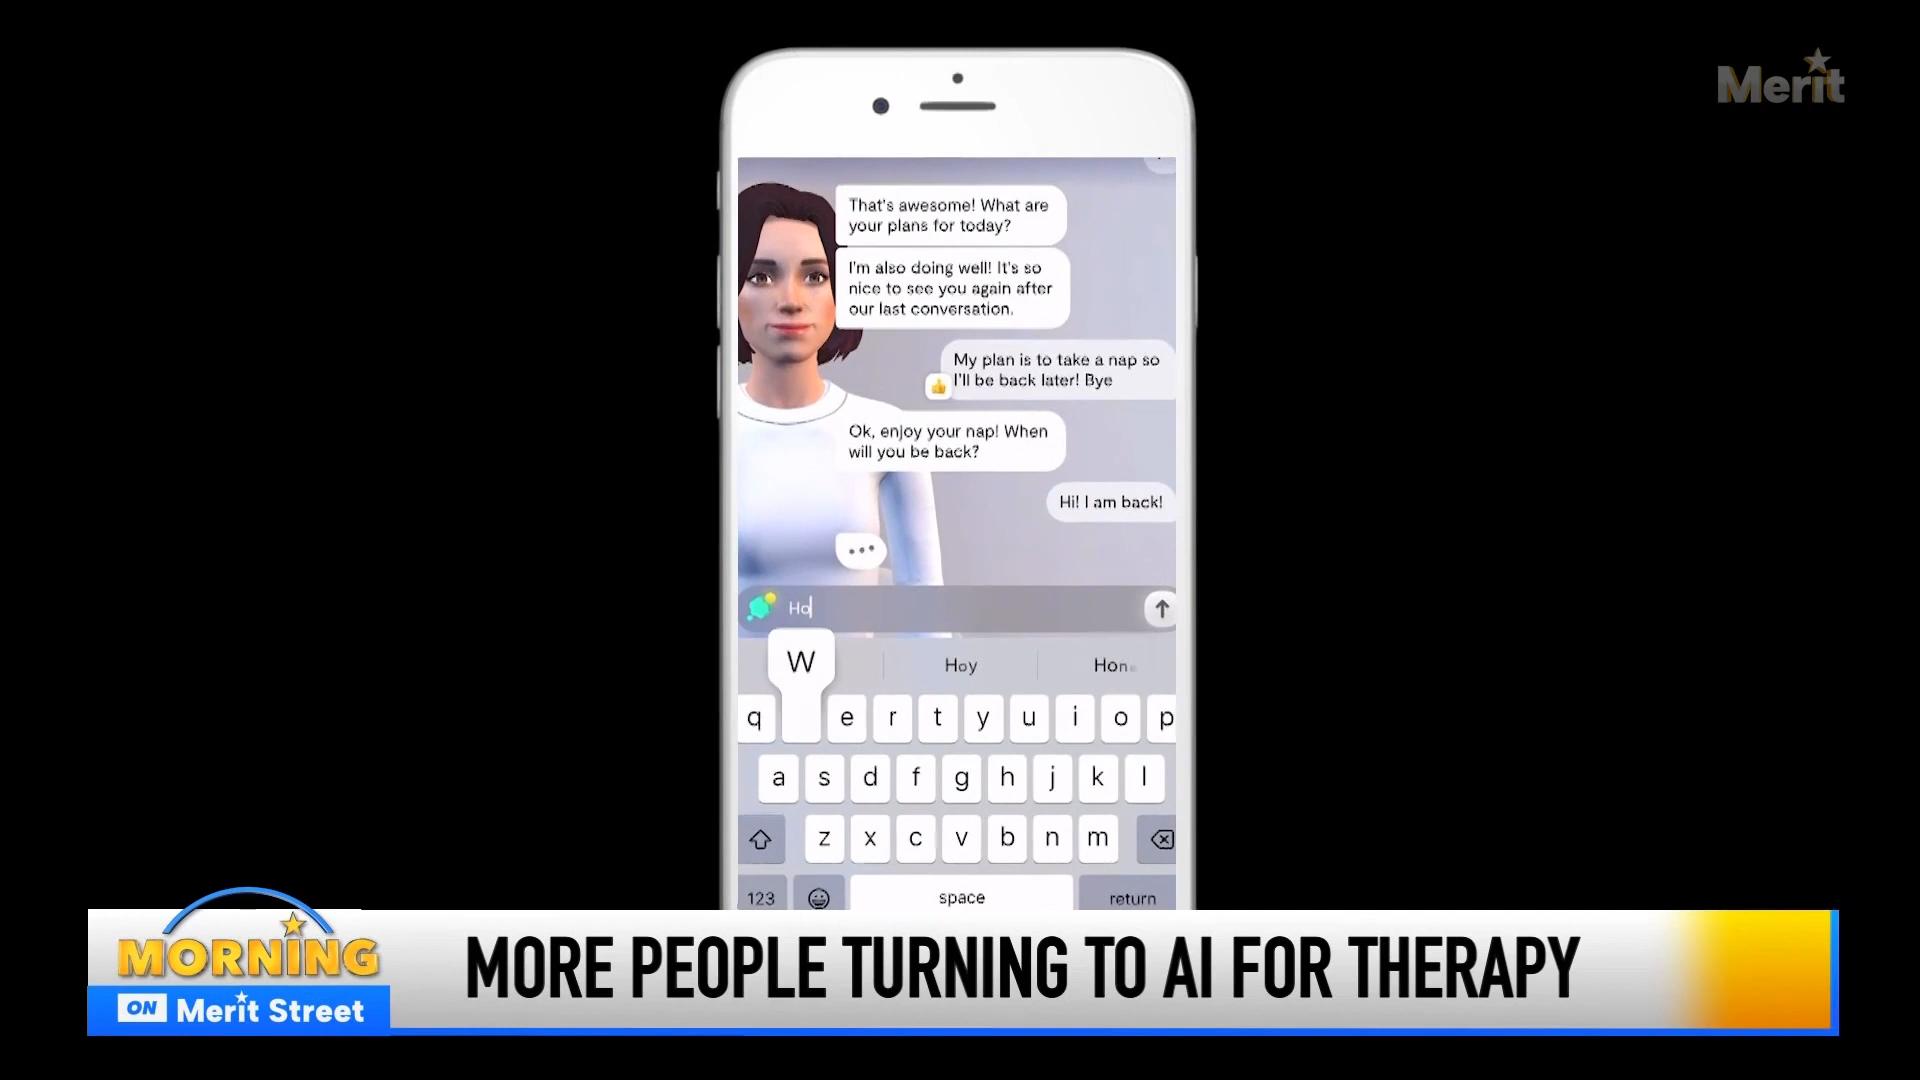 Merit
That's awesome! What are
your plans for today?
I'm also doing well! It's so
nice to see you again after
our last conversation.
My plan is to take a nap so
I'll be back later! Bye
Ok, enjoy your nap! When
will you be back?
Hi! I am back!
Ho
W
Hoy
Hon
q e r t y u i o p
a s d f g h j k l
z x c v b n m
123 space return
MORNING
ON Merit Street
MORE PEOPLE TURNING TO AI FOR THERAPY